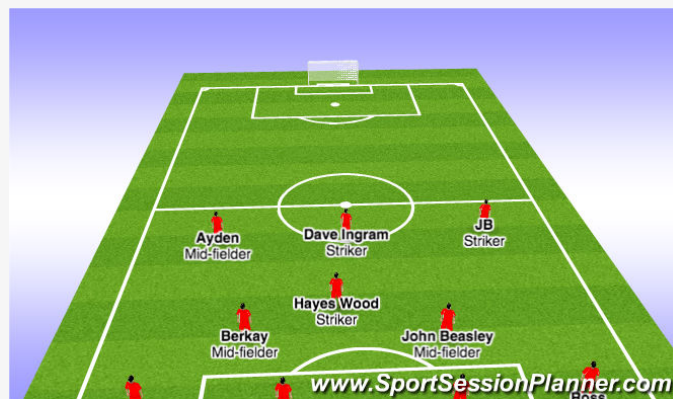 Ayden
Mid-fielder
Dave Ingram
Striker
JB
Striker
Hayes Wood
Striker
Berkay
Mid-fielder
John Beasley
Mid-fielder
www.SportSessionPlanner.com
Ross